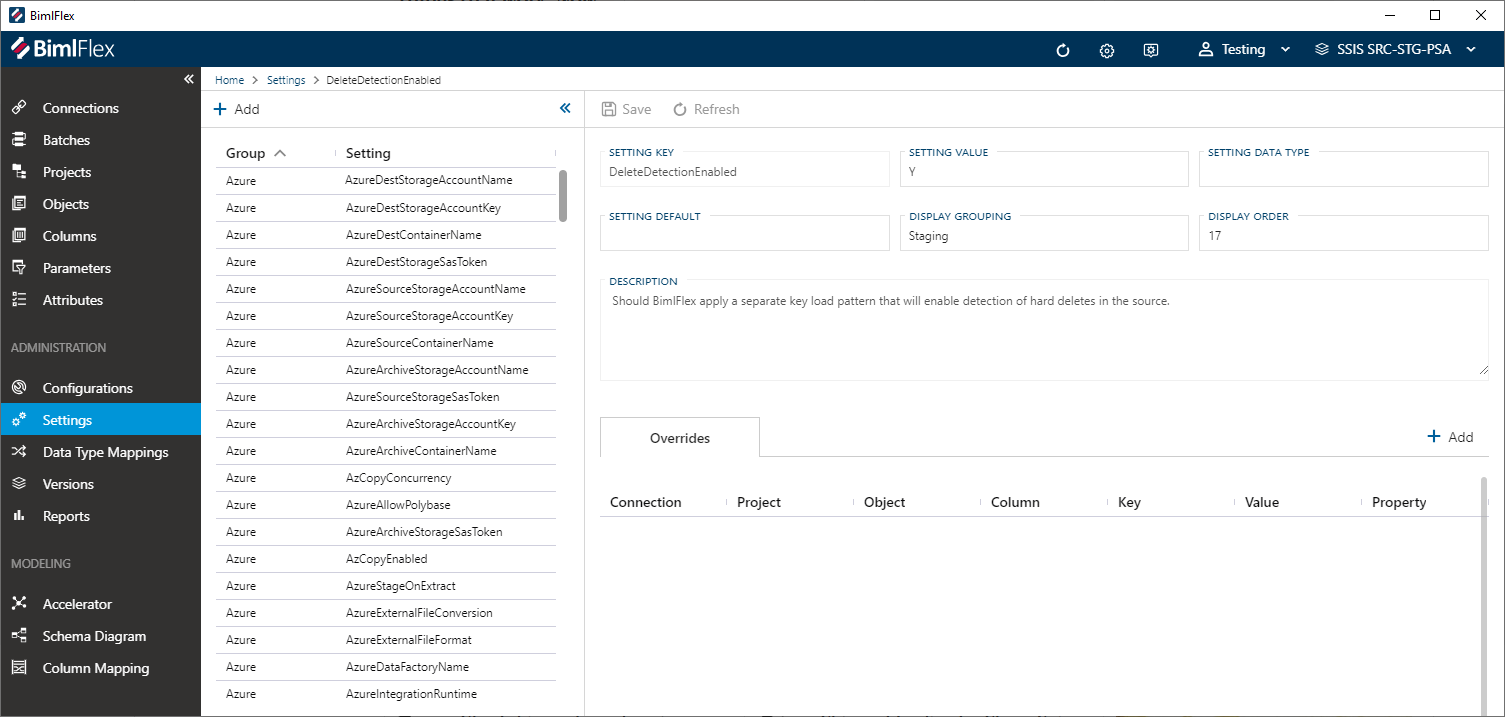 BimlFlex
BimlFlex
Testing
SSIS SRC-STG-PSA
Connections
Batches
Projects
Objects
Columns
Parameters
Attributes
ADMINISTRATION
Configurations
Settings
Data Type Mappings
Versions
Reports
MODELING
Accelerator
Schema Diagram
Column Mapping
Home > Settings > DeleteDetectionEnabled
Add
Group Setting
Azure AzureDestStorageAccountName
Azure AzureDestStorageAccountKey
Azure AzureDestContainerName
Azure AzureDestStorageSasToken
Azure AzureSourceStorageAccountName
Azure AzureSourceStorageAccountKey
Azure AzureSourceContainerName
Azure AzureArchiveStorageAccountName
Azure AzureSourceStorageSasToken
Azure AzureArchiveStorageAccountKey
Azure AzureArchiveContainerName
Azure AzCopyConcurrency
Azure AzureAllowPolybase
Azure AzureArchiveStorageSasToken
Azure AzCopyEnabled
Azure AzureStageOnExtract
Azure AzureExternalFileConversion
Azure AzureExternalFileFormat
Azure AzureDataFactoryName
Azure AzureIntegrationRuntime
Save Refresh
SETTING KEY
DeleteDetectionEnabled
SETTING VALUE
Y
SETTING DATA TYPE
SETTING DEFAULT
DISPLAY GROUPING
Staging
DISPLAY ORDER
17
DESCRIPTION
Should BimlFlex apply a separate key load pattern that will enable detection of hard deletes in the source.
Overrides
Add
Connection Project Object Column Key Value Property